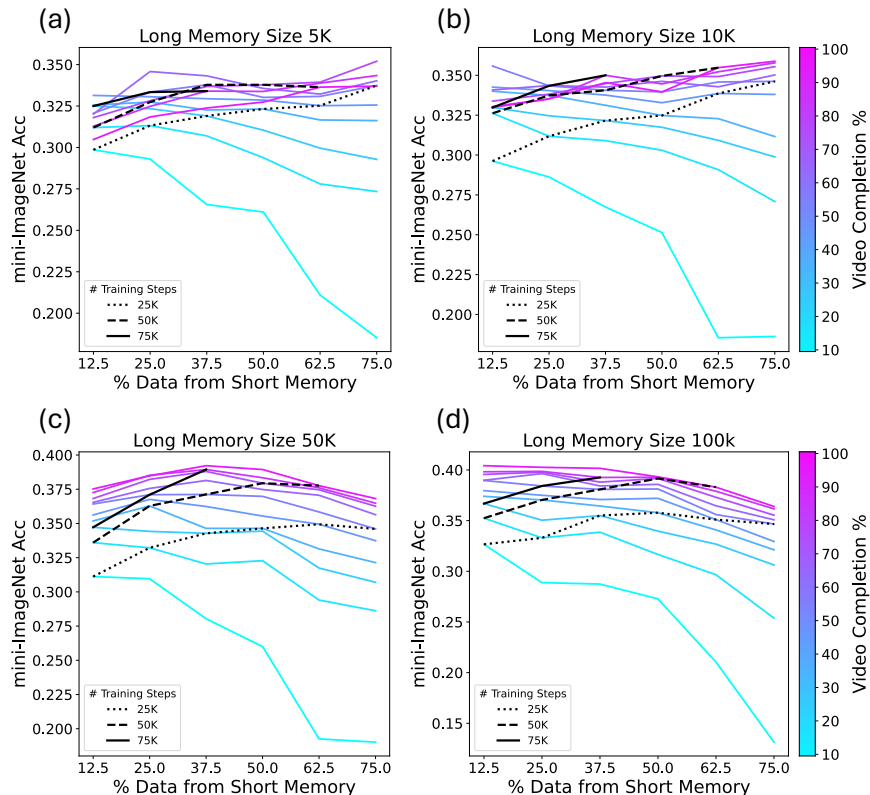 (a)
Long Memory Size 5K
mini-ImageNet Acc
0.350
0.325
0.300
0.275
0.250
0.225
0.200
# Training Steps
25K
50K
75K
12.5 25.0 37.5 50.0 62.5 75.0
% Data from Short Memory
(b)
Long Memory Size 10K
mini-ImageNet Acc
0.350
0.325
0.300
0.275
0.250
0.225
0.200
# Training Steps
25K
50K
75K
12.5 25.0 37.5 50.0 62.5 75.0
% Data from Short Memory
100
90
80
70
60
50
40
30
20
10
Video Completion %
(c)
Long Memory Size 50K
mini-ImageNet Acc
0.400
0.375
0.350
0.325
0.300
0.275
0.250
0.225
0.200
# Training Steps
25K
50K
75K
12.5 25.0 37.5 50.0 62.5 75.0
% Data from Short Memory
(d)
Long Memory Size 100k
mini-ImageNet Acc
0.40
0.35
0.30
0.25
0.20
0.15
# Training Steps
25K
50K
75K
12.5 25.0 37.5 50.0 62.5 75.0
% Data from Short Memory
100
90
80
70
60
50
40
30
20
10
Video Completion %